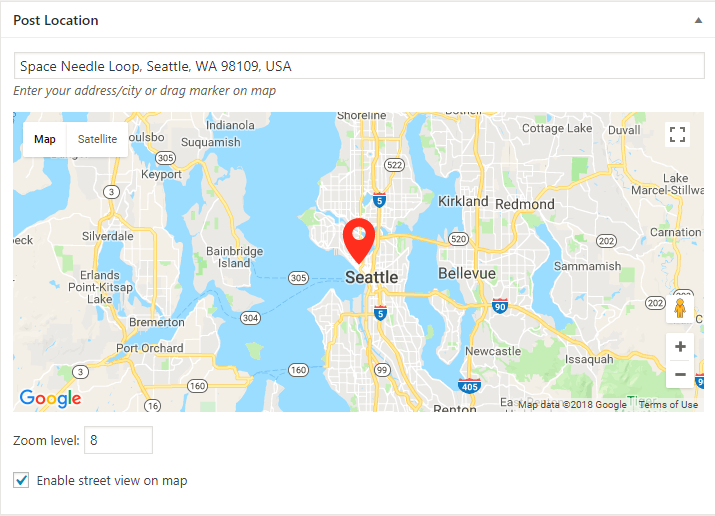 Post Location
Space Needle Loop, Seattle, WA 98109, USA
Enter your address/city or drag marker on map
Map
Satellite
Indianola
Suquamish
Shoreline
Cottage Lake
Duvall
305
522
Keyport
3
5
Kirkland
Redmond
Lake
Marcel-Stillwa
Silverdale
Bainbridge
Island
520
202
Carnation
Erlands
Point-Kitsap
Lake
305
Seattle
Bellevue
Sammamish
202
90
Bremerton
304
5
Port Orchard
Newcastle
Issaquah
3
160
160
99
405
16
Renton
Google
Map data ©2018 Google
Terms of Use
Zoom level: 8
Enable street view on map